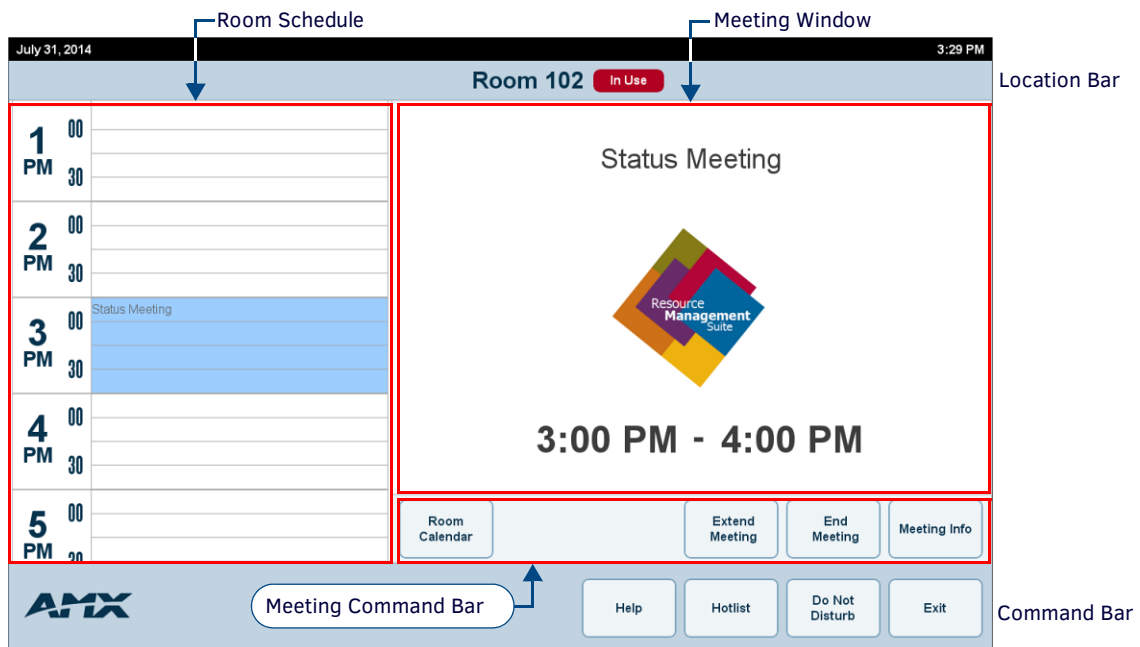 Room Schedule
Meeting Window
July 31, 2014
3:29 PM
Room 102
In Use
Location Bar
1 PM
00
30
2 PM
00
30
3 PM
00
30
Status Meeting
4 PM
00
30
5 PM
00
30
Status Meeting
Resource
Management
Suite
3:00 PM - 4:00 PM
Room
Calendar
Extend
Meeting
End
Meeting
Meeting Info
AMX
Meeting Command Bar
Help
Hotlist
Do Not
Disturb
Exit
Command Bar